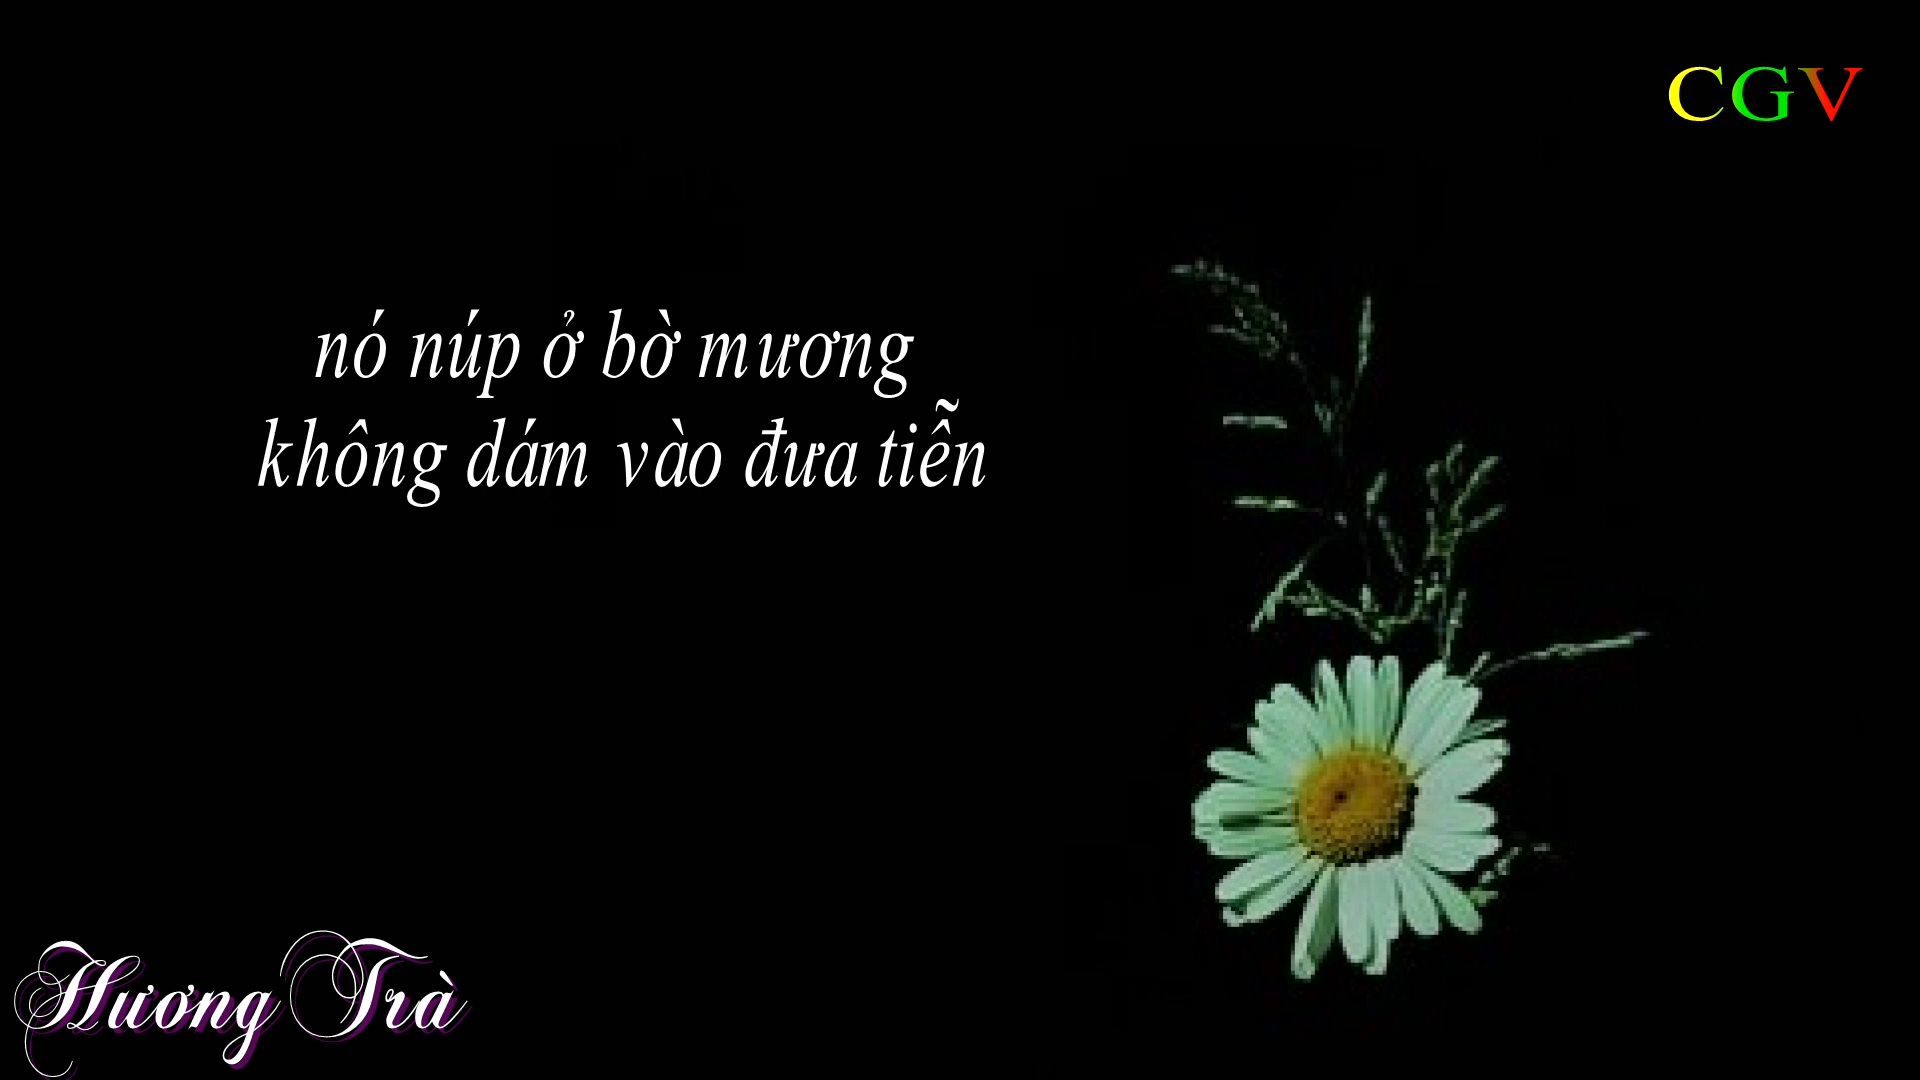 CGV
nó núp ở bờ mương
không dám vào đưa tiễn
Hương Trà